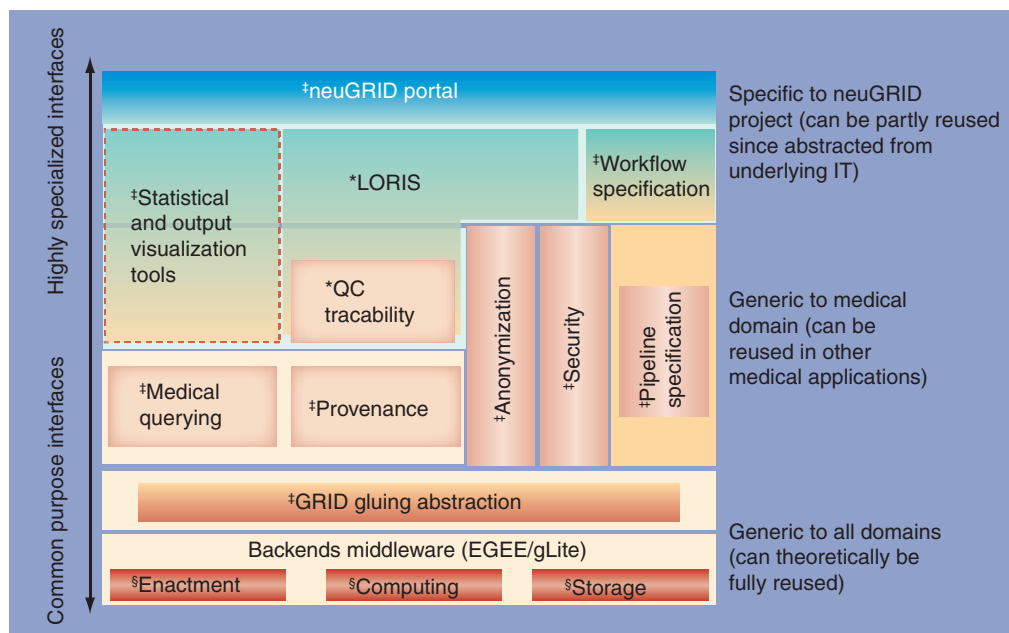 Highly specialized interfaces
Common purpose interfaces
‡neuGRID portal
‡Statistical
and output
visualization
tools
*LORIS
‡Workflow
specification
*QC
tracability
‡Anonymization
‡Security
‡Pipeline
specification
‡Medical
querying
‡Provenance
‡GRID gluing abstraction
Backends middleware (EGEE/gLite)
§Enactment
§Computing
§Storage
Specific to neuGRID
project (can be partly reused
since abstracted from
underlying IT)
Generic to medical
domain (can be
reused in other
medical applications)
Generic to all domains
(can theoretically be
fully reused)